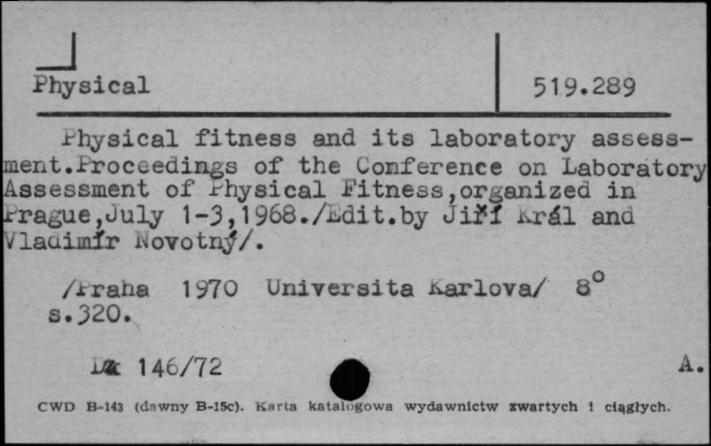 Physical
519.289
Physical fitness and its laboratory assess-
ment.Proceedings of the Conference on Laboratory
Assessment of Physical Fitness,organized in
Prague,July 1-3,1968./Edit.by Jiří Král and
Vladimír Novotný/.
/Praha 1970 Universita Karlova/ 8°
s.320.
Dz 146/72
A.
CWD B-143 (dawny B-15c). Karta katalogowa wydawnictw zwartych i ciągłych.